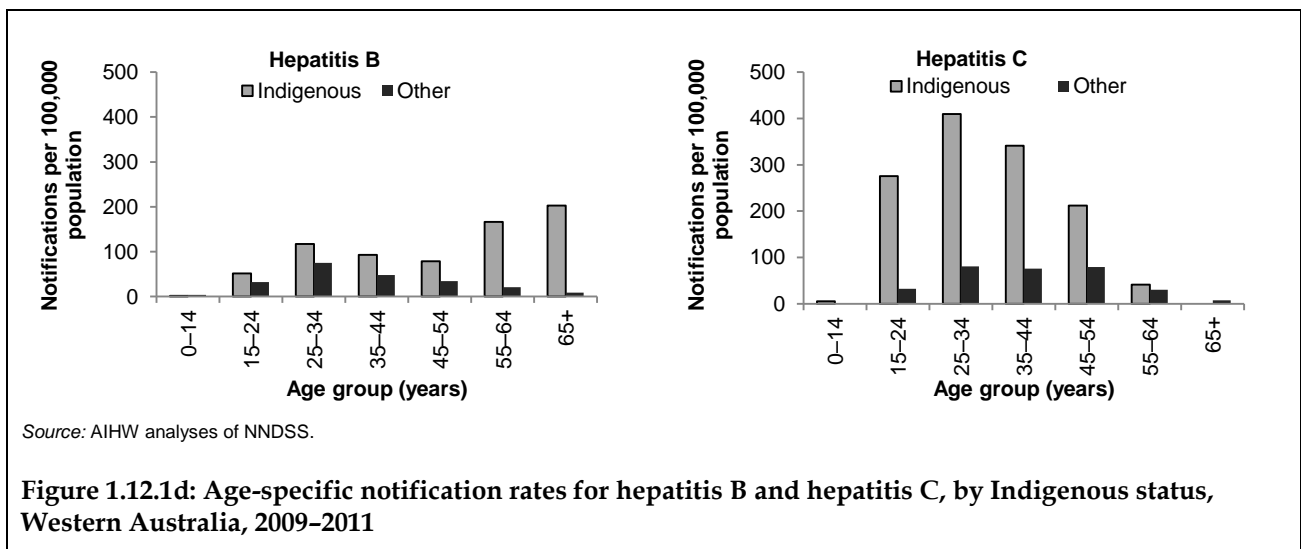 Hepatitis B
Indigenous Other
Notifications per 100,000
population
500
400
300
200
100
0
0–14
15–24
25–34
35–44
45–54
55–64
65+
Age group (years)
Hepatitis C
Indigenous Other
Notifications per 100,000
population
500
400
300
200
100
0
0–14
15–24
25–34
35–44
45–54
55–64
65+
Age group (years)
Source: AIHW analyses of NNDSS.
Figure 1.12.1d: Age-specific notification rates for hepatitis B and hepatitis C, by Indigenous status,
Western Australia, 2009–2011